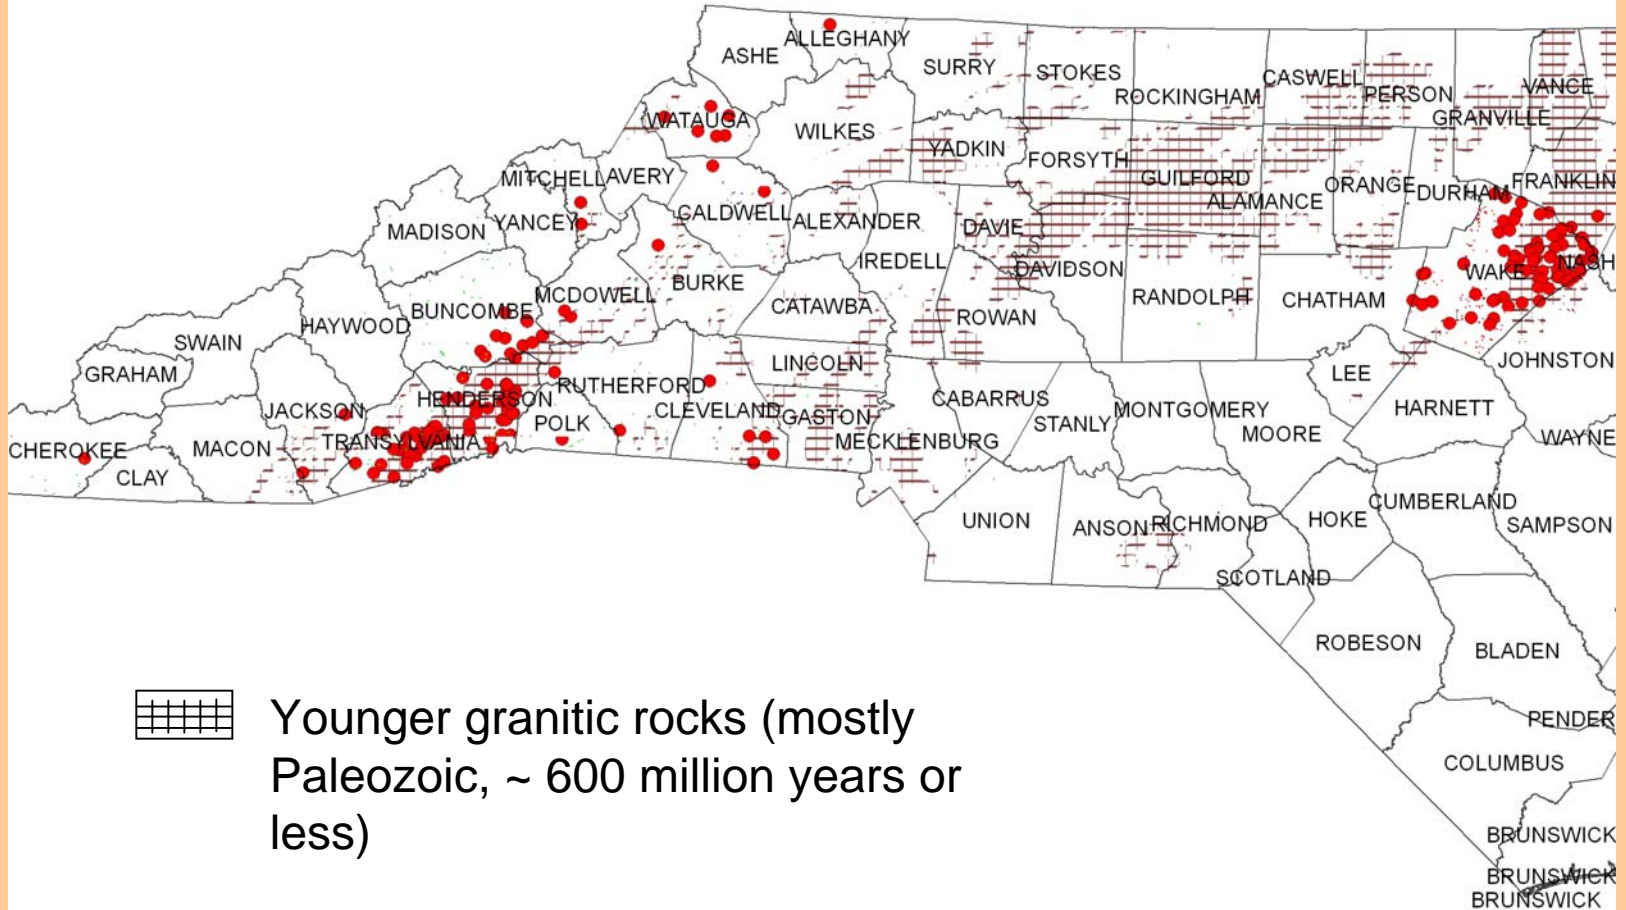 ALLEGHANY
ASHE
SURRY
STOKES
CASWELL
ROCKINGHAM
PERSON
VANCE
GRANVILLE
WATAUGA
WILKES
YADKIN
FORSYTH
MITCHELL
AVERY
GUILFORD
ALAMANCE
ORANGE
DURHAM
FRANKLIN
MADISON
YANCEY
CALDWELL
ALEXANDER
DAVIE
IREDELL
DAVIDSON
WAKE
NASH
BURKE
MCDOWELL
BUNCOMBE
HAYWOOD
CATAWBA
ROWAN
RANDOLPH
CHATHAM
SWAIN
GRAHAM
LINCOLN
LEE
JOHNSTON
RUTHERFORD
HENDERSON
CLEVELAND
GASTON
CABARRUS
HARNETT
JACKSON
POLK
STANLY
MONTGOMERY
MOORE
MECKLENBURG
WAYNE
CHEROKEE
MACON
TRANSYLVANIA
CLAY
UNION
ANSON
RICHMOND
HOKE
CUMBERLAND
SAMPSON
SCOTLAND
ROBESON
BLADEN
PENDER
COLUMBUS
BRUNSWICK
BRUNSWICK
BRUNSWICK
Younger granitic rocks (mostly
Paleozoic, ~ 600 million years or
less)